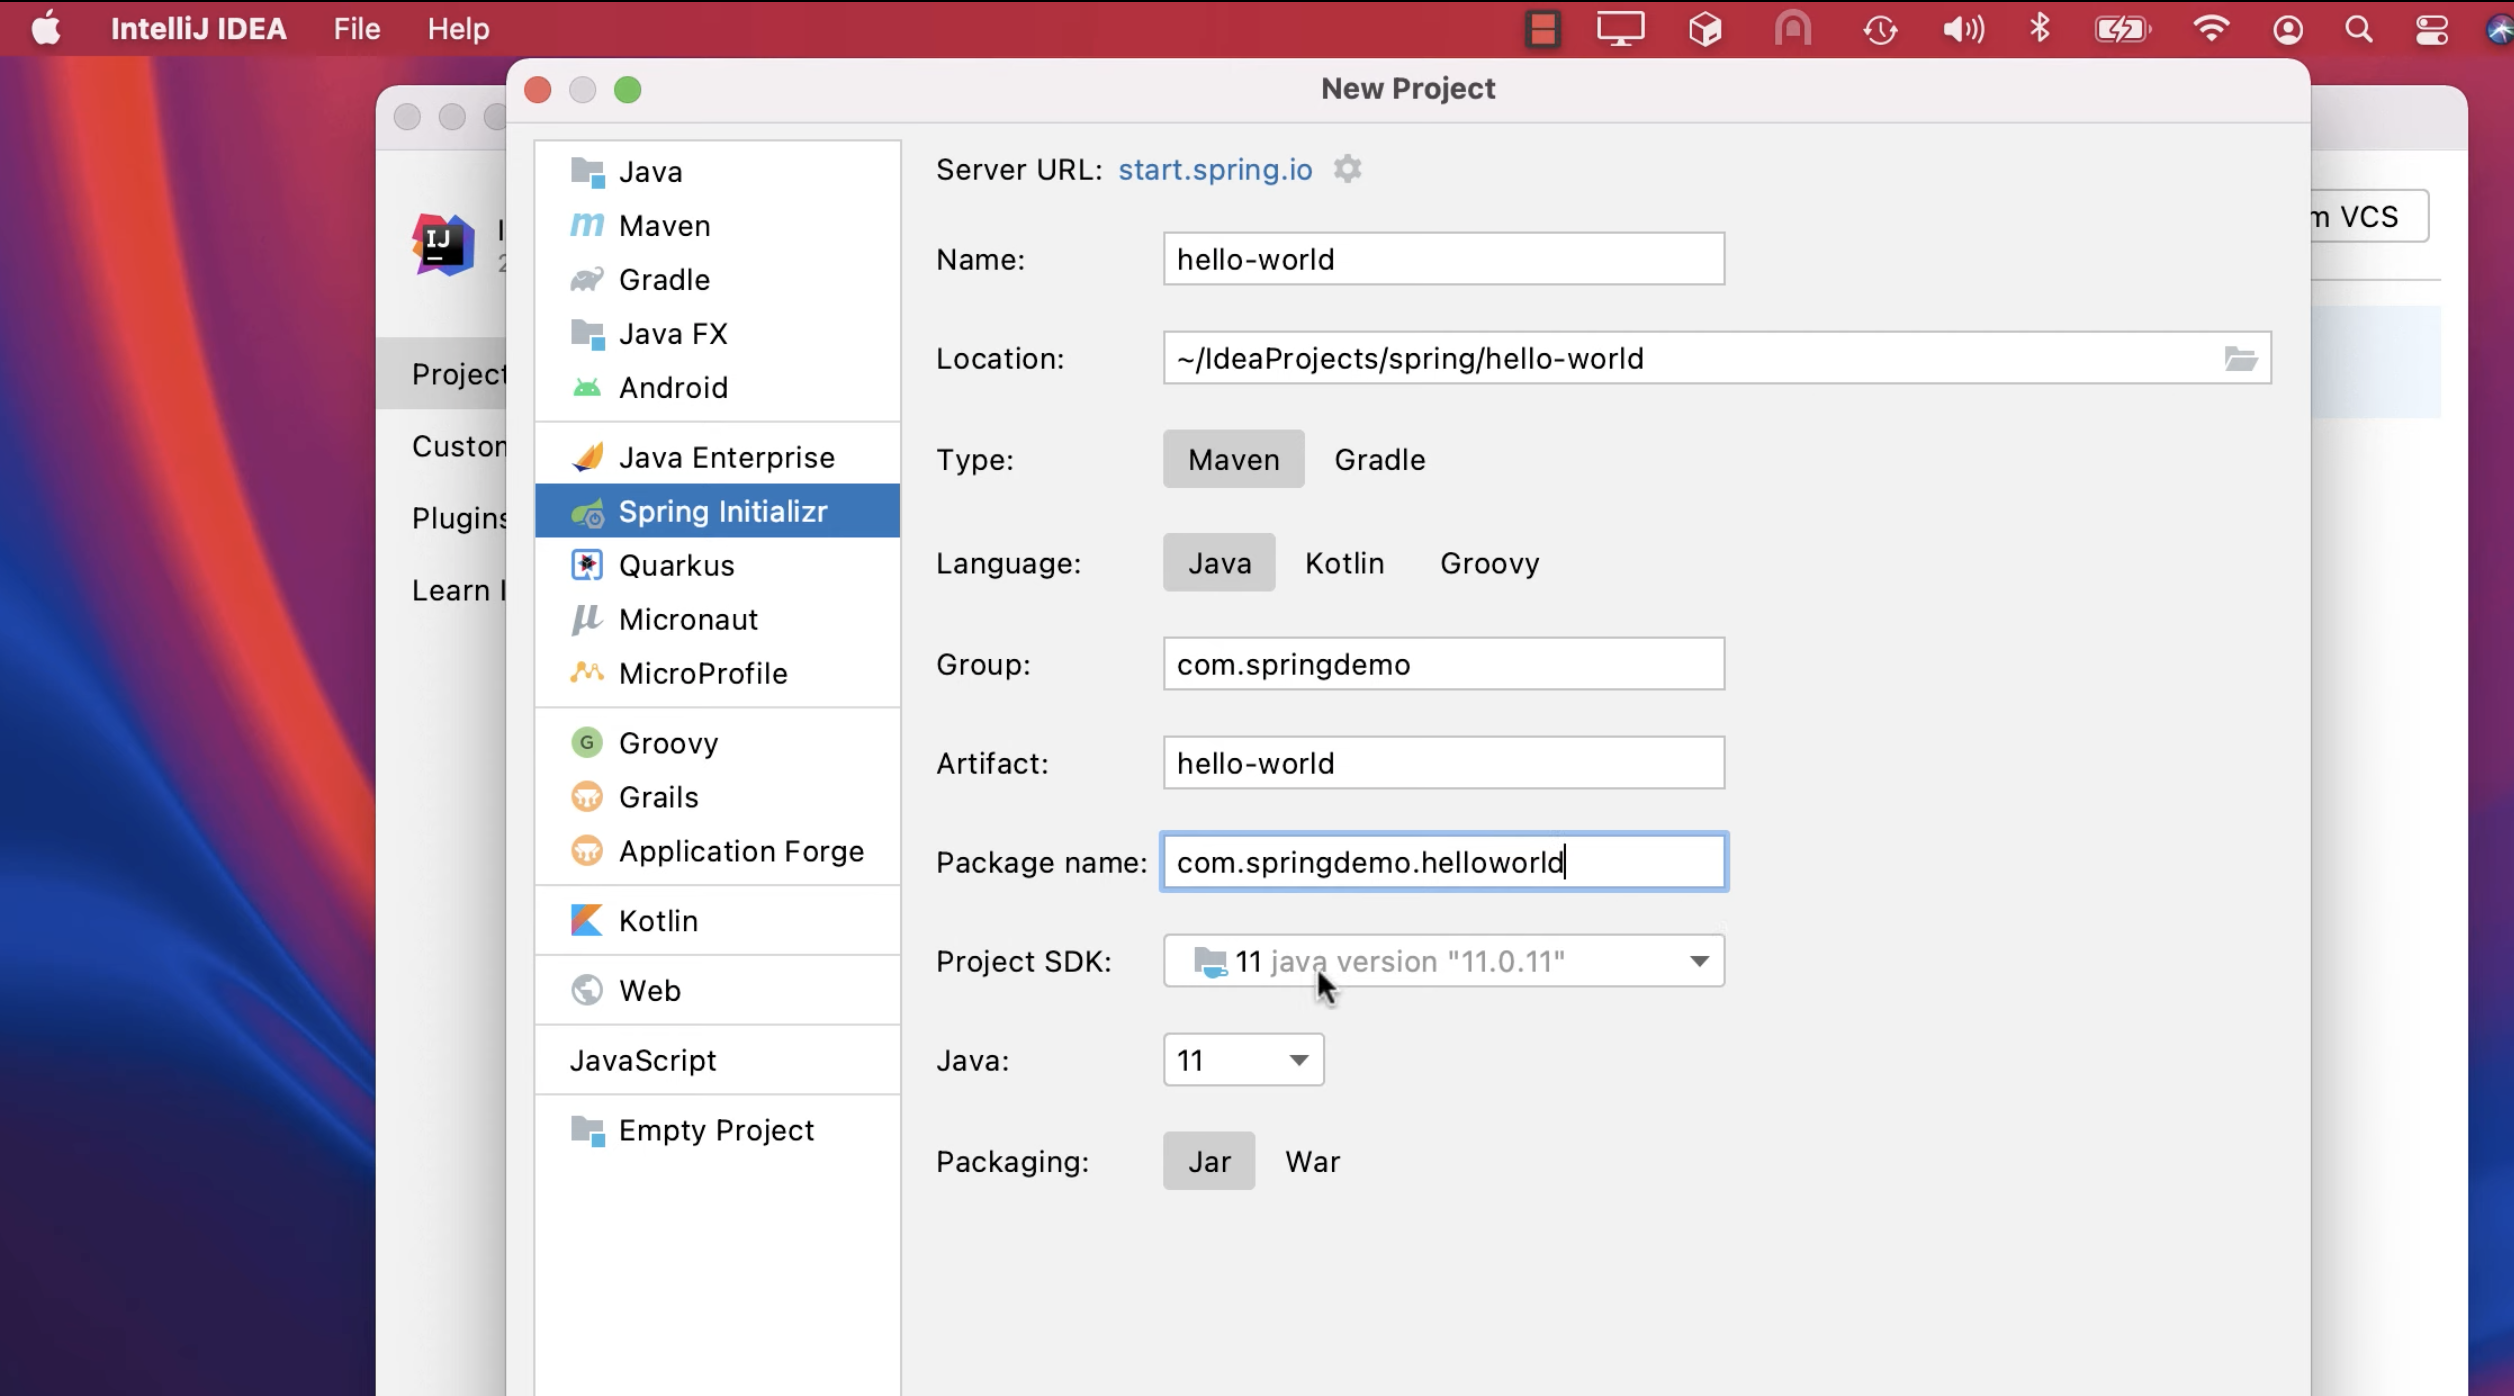 IntelliJ IDEA File Help
New Project
IJ
m VCS
Project
Plugins
Java
Maven
Gradle
Java FX
Android
Java Enterprise
Spring Initializr
Quarkus
Micronaut
MicroProfile
Groovy
Grails
Application Forge
Kotlin
Web
JavaScript
Empty Project
Server URL: start.spring.io
Name: hello-world
Location: ~/IdeaProjects/spring/hello-world
Type: Maven Gradle
Language: Java Kotlin Groovy
Group: com.springdemo
Artifact: hello-world
Package name: com.springdemo.helloworld
Project SDK: 11 java version "11.0.11"
Java: 11
Packaging: Jar War
Custom
Learn I